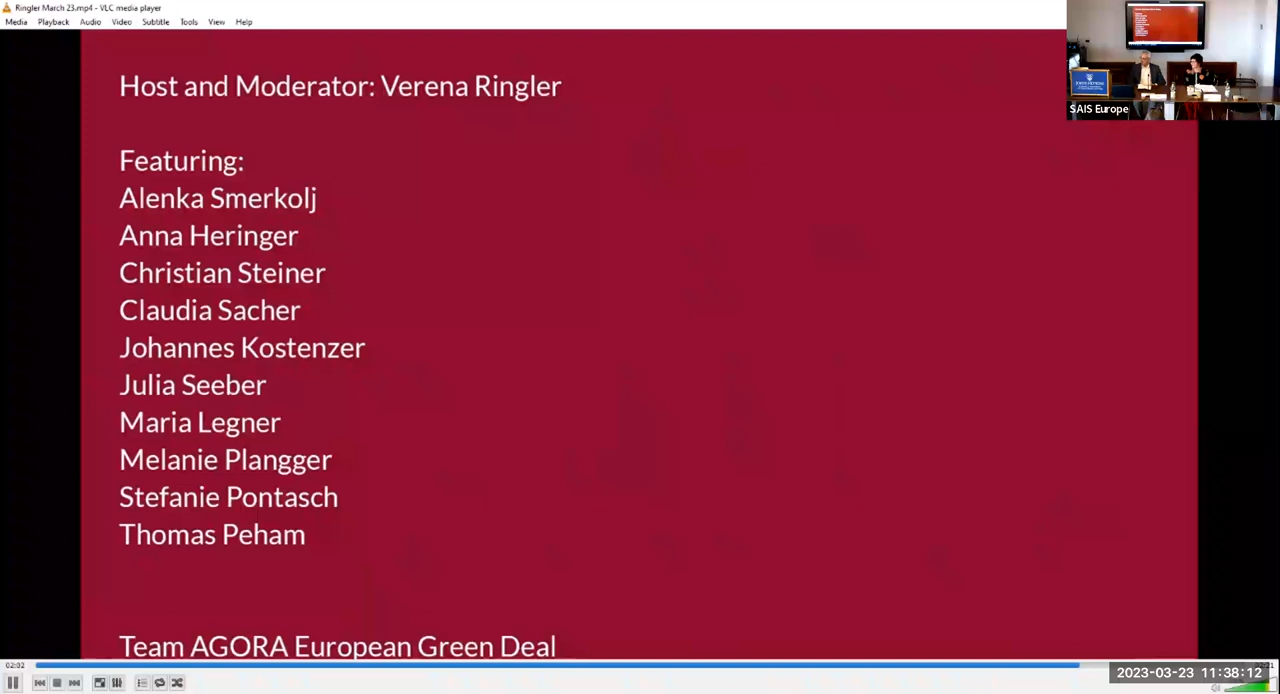 Ringler March 23.mp4 - VLC media player
Media Playback Audio Video Subtitle Tools View Help
SAIS Europe
Host and Moderator: Verena Ringler
Featuring:
Alenka Smerkolj
Anna Heringer
Christian Steiner
Claudia Sacher
Johannes Kostenzer
Julia Seeber
Maria Legner
Melanie Plangger
Stefanie Pontasch
Thomas Peham
Team AGORA European Green Deal
02:02
2023-03-23 11:38:12